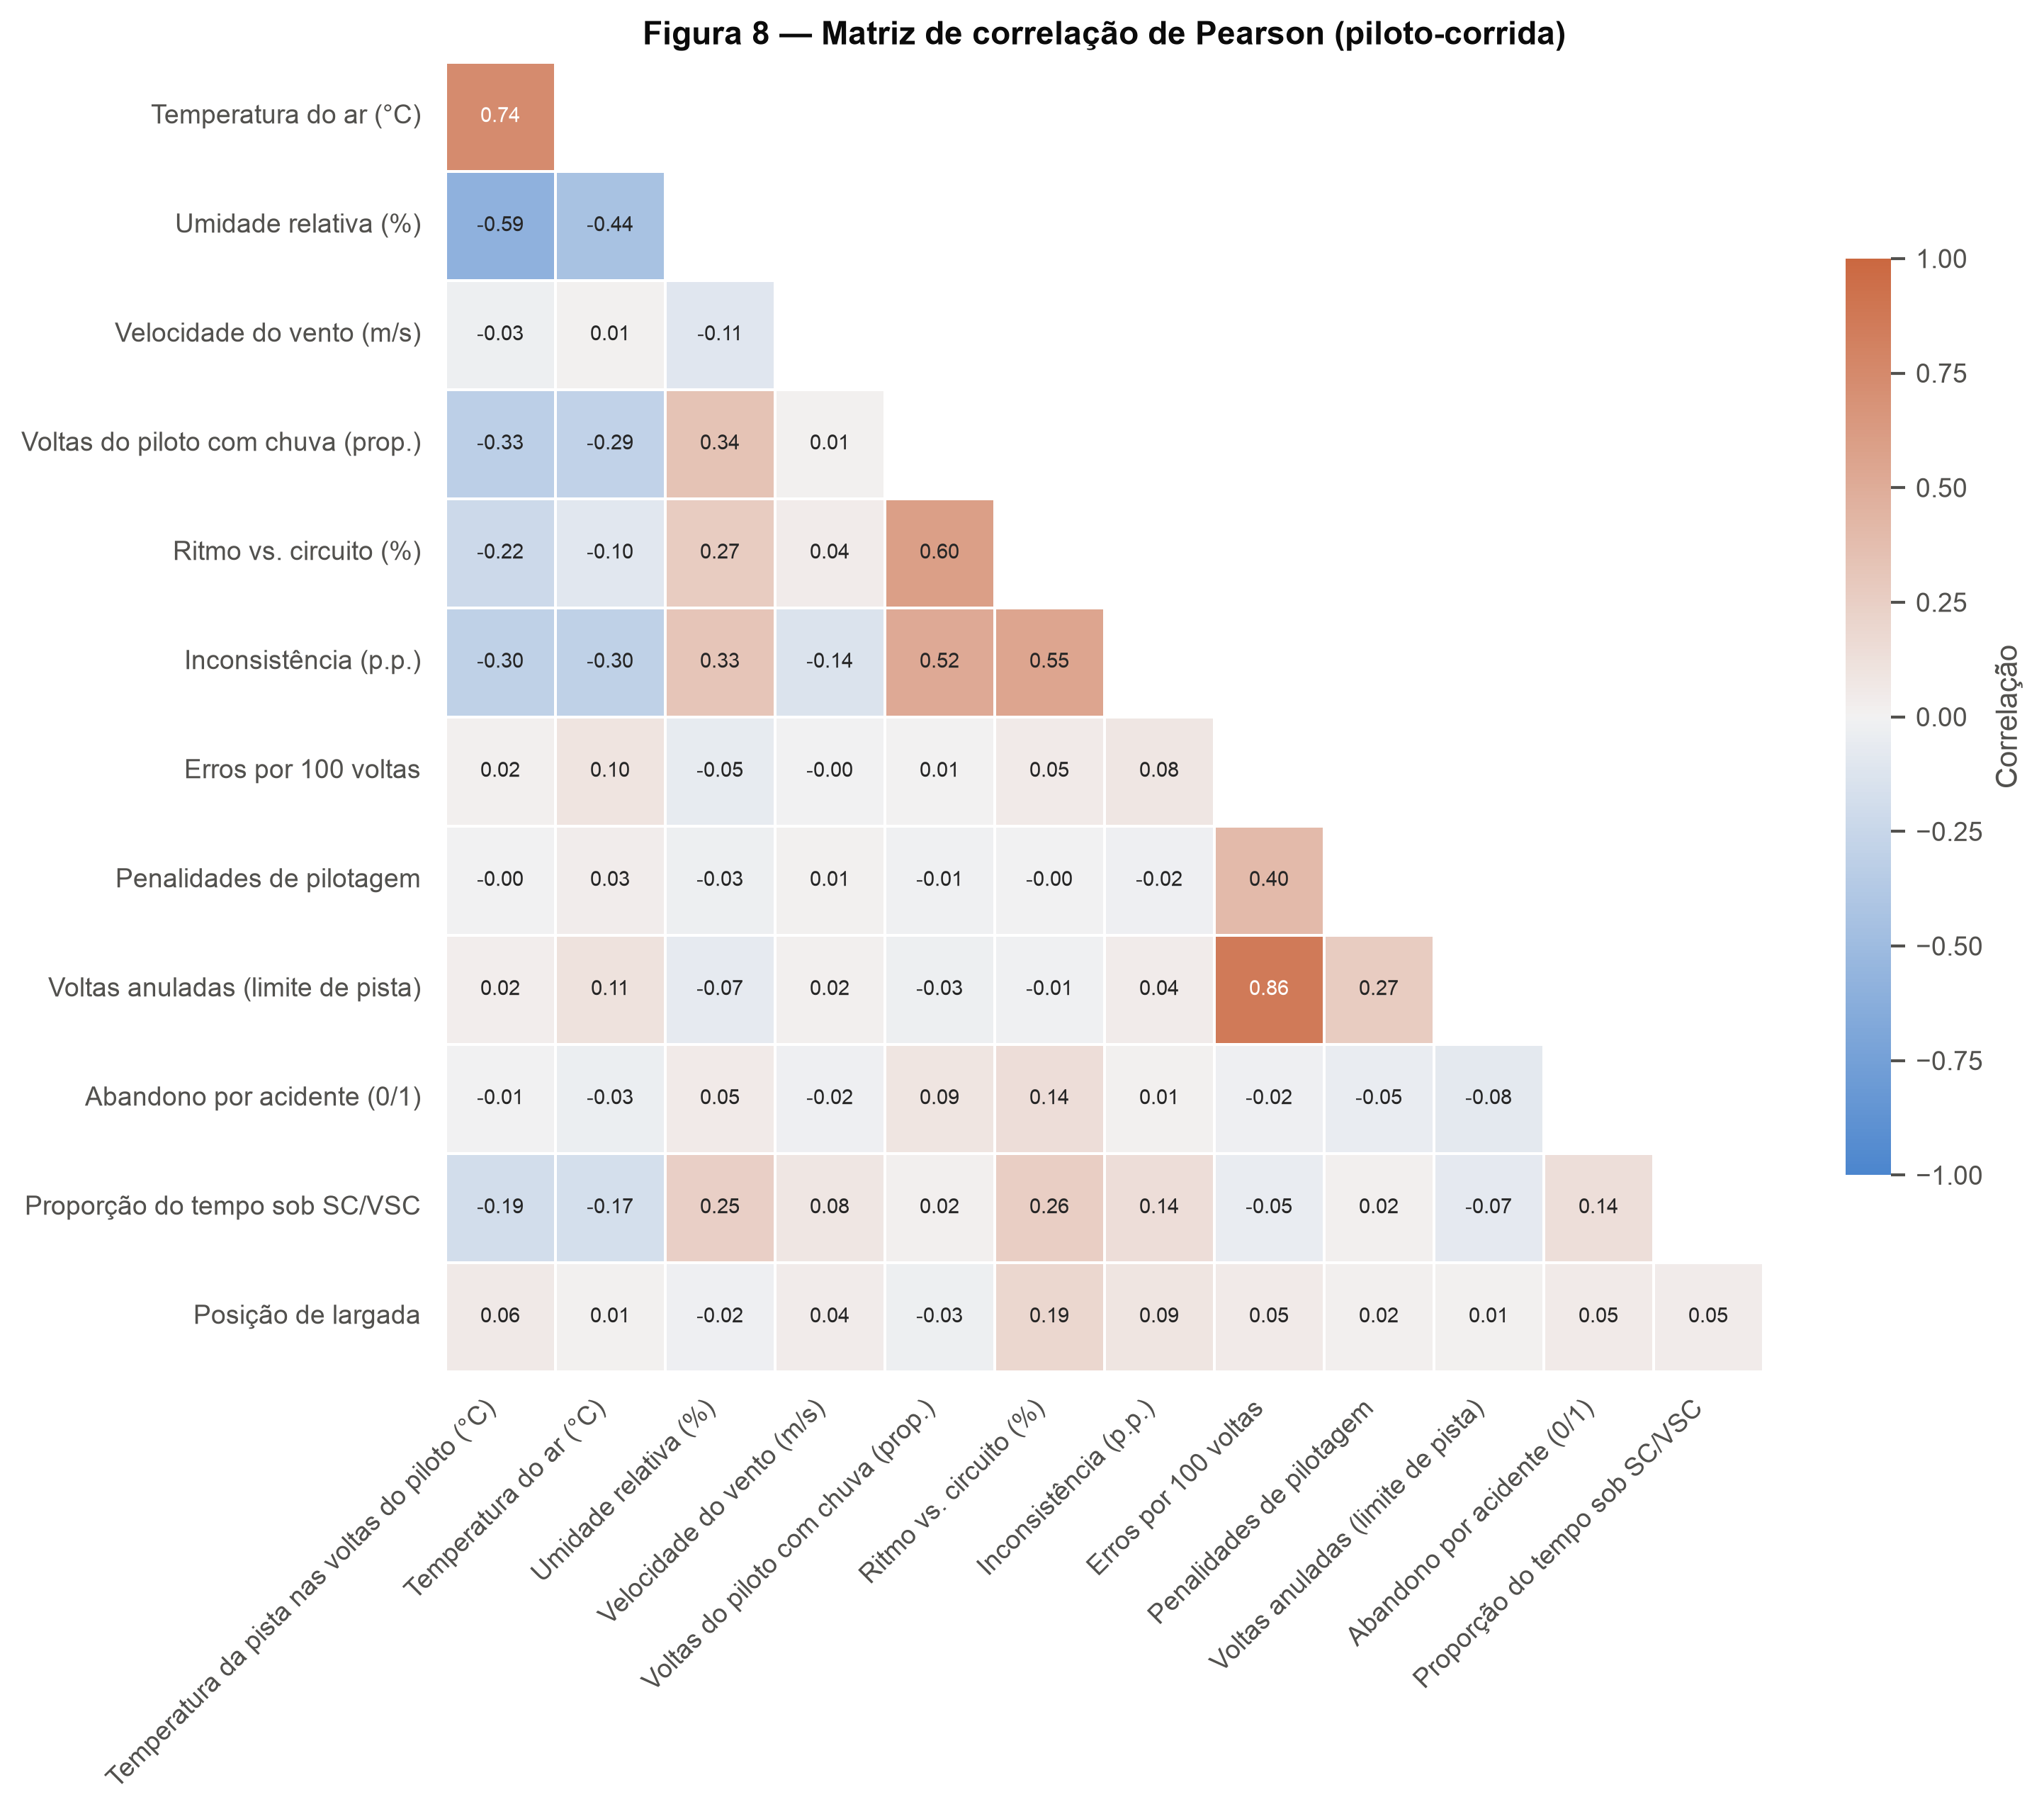 Figura 8 — Matriz de correlação de Pearson (piloto-corrida)
Temperatura do ar (°C) 0.74
Umidade relativa (%) -0.59 -0.44
Velocidade do vento (m/s) -0.03 0.01 -0.11
Voltas do piloto com chuva (prop.) -0.33 -0.29 0.34 0.01
Ritmo vs. circuito (%) -0.22 -0.10 0.27 0.04 0.60
Inconsistência (p.p.) -0.30 -0.30 0.33 -0.14 0.52 0.55
Erros por 100 voltas 0.02 0.10 -0.05 -0.00 0.01 0.05 0.08
Penalidades de pilotagem -0.00 0.03 -0.03 0.01 -0.01 -0.00 -0.02 0.40
Voltas anuladas (limite de pista) 0.02 0.11 -0.07 0.02 -0.03 -0.01 0.04 0.86 0.27
Abandono por acidente (0/1) -0.01 -0.03 0.05 -0.02 0.09 0.14 0.01 -0.02 -0.05 -0.08
Proporção do tempo sob SC/VSC -0.19 -0.17 0.25 0.08 0.02 0.26 0.14 -0.05 0.02 -0.07 0.14
Posição de largada 0.06 0.01 -0.02 0.04 -0.03 0.19 0.09 0.05 0.02 0.01 0.05 0.05
Temperatura da pista nas voltas do piloto (°C)
Temperatura do ar (°C)
Umidade relativa (%)
Velocidade do vento (m/s)
Voltas do piloto com chuva (prop.)
Ritmo vs. circuito (%)
Inconsistência (p.p.)
Erros por 100 voltas
Penalidades de pilotagem
Voltas anuladas (limite de pista)
Abandono por acidente (0/1)
Proporção do tempo sob SC/VSC
1.00
0.75
0.50
0.25
0.00
−0.25
−0.50
−0.75
−1.00
Correlação